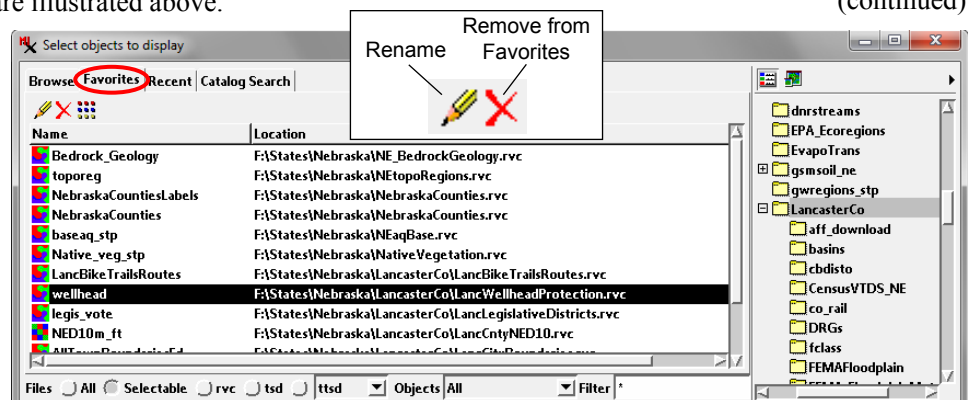 re illustrated above.
(continued)
Rename
Remove from
Favorites
Select objects to display
Browse Favorites Recent Catalog Search
Name Location
Bedrock_Geology F:\States\Nebraska\NE_BedrockGeology.rvc
toporeg F:\States\Nebraska\NEtopoRegions.rvc
NebraskaCountiesLabels F:\States\Nebraska\NebraskaCounties.rvc
NebraskaCounties F:\States\Nebraska\NebraskaCounties.rvc
baseaq_stp F:\States\Nebraska\NEaqBase.rvc
Native_veg_stp F:\States\Nebraska\NativeVegetation.rvc
LancBikeTrailsRoutes F:\States\Nebraska\LancasterCo\LancBikeTrailsRoutes.rvc
wellhead F:\States\Nebraska\LancasterCo\LancWellheadProtection.rvc
legis_vote F:\States\Nebraska\LancasterCo\LancLegislativeDistricts.rvc
NED10m_ft F:\States\Nebraska\LancasterCo\LancCntyNED10.rvc
Files All Selectable rvc tsd ttsd Objects All Filter *
dnrstreams
EPA_Ecoregions
EvapoTrans
gsmsoil_ne
gwregions_stp
LancasterCo
aff_download
basins
cbdisto
CensusVTDS_NE
co_rail
DRGs
fclass
FEMAFloodplain